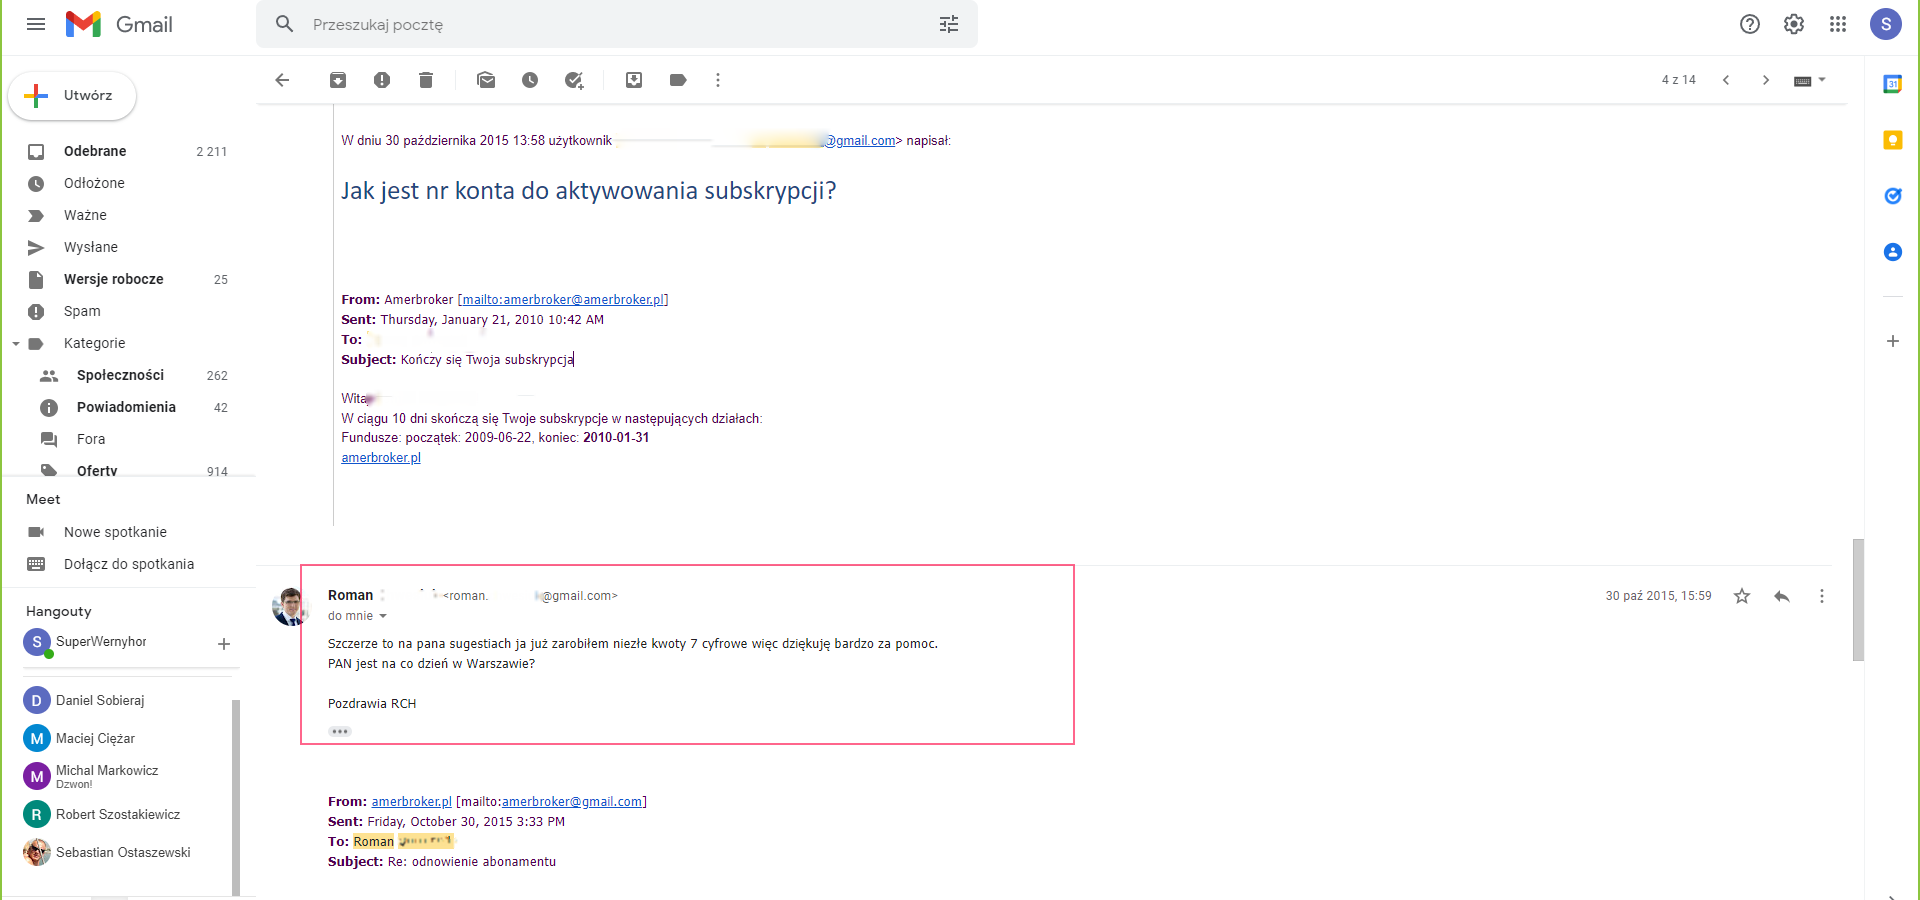 Gmail
Przeszukaj pocztę
S
Utwórz
4 z 14
31
Odebrane 2 211
Odłożone
Ważne
Wysłane
Wersje robocze 25
Spam
Kategorie
Społeczności 262
Powiadomienia 42
Fora
Oferty 914
Meet
Nowe spotkanie
Dołącz do spotkania
Hangouty
S SuperWernyhor
D Daniel Sobieraj
M Maciej Ciężar
M Michal Markowicz
Dzwon!
R Robert Szostakiewicz
Sebastian Ostaszewski
W dniu 30 października 2015 13:58 użytkownik @gmail.com> napisał:
Jak jest nr konta do aktywowania subskrypcji?
From: Amerbroker [mailto:amerbroker@amerbroker.pl]
Sent: Thursday, January 21, 2010 10:42 AM
To:
Subject: Kończy się Twoja subskrypcja
Witaj
W ciągu 10 dni skończą się Twoje subskrypcje w następujących działach:
Fundusze: początek: 2009-06-22, koniec: 2010-01-31
amerbroker.pl
Roman <roman. @gmail.com>
30 paź 2015, 15:59
do mnie
Szczerze to na pana sugestiach ja już zarobiłem niezłe kwoty 7 cyfrowe więc dziękuję bardzo za pomoc.
PAN jest na co dzień w Warszawie?
Pozdrawia RCH
From: amerbroker.pl [mailto:amerbroker@gmail.com]
Sent: Friday, October 30, 2015 3:33 PM
To: Roman
Subject: Re: odnowienie abonamentu